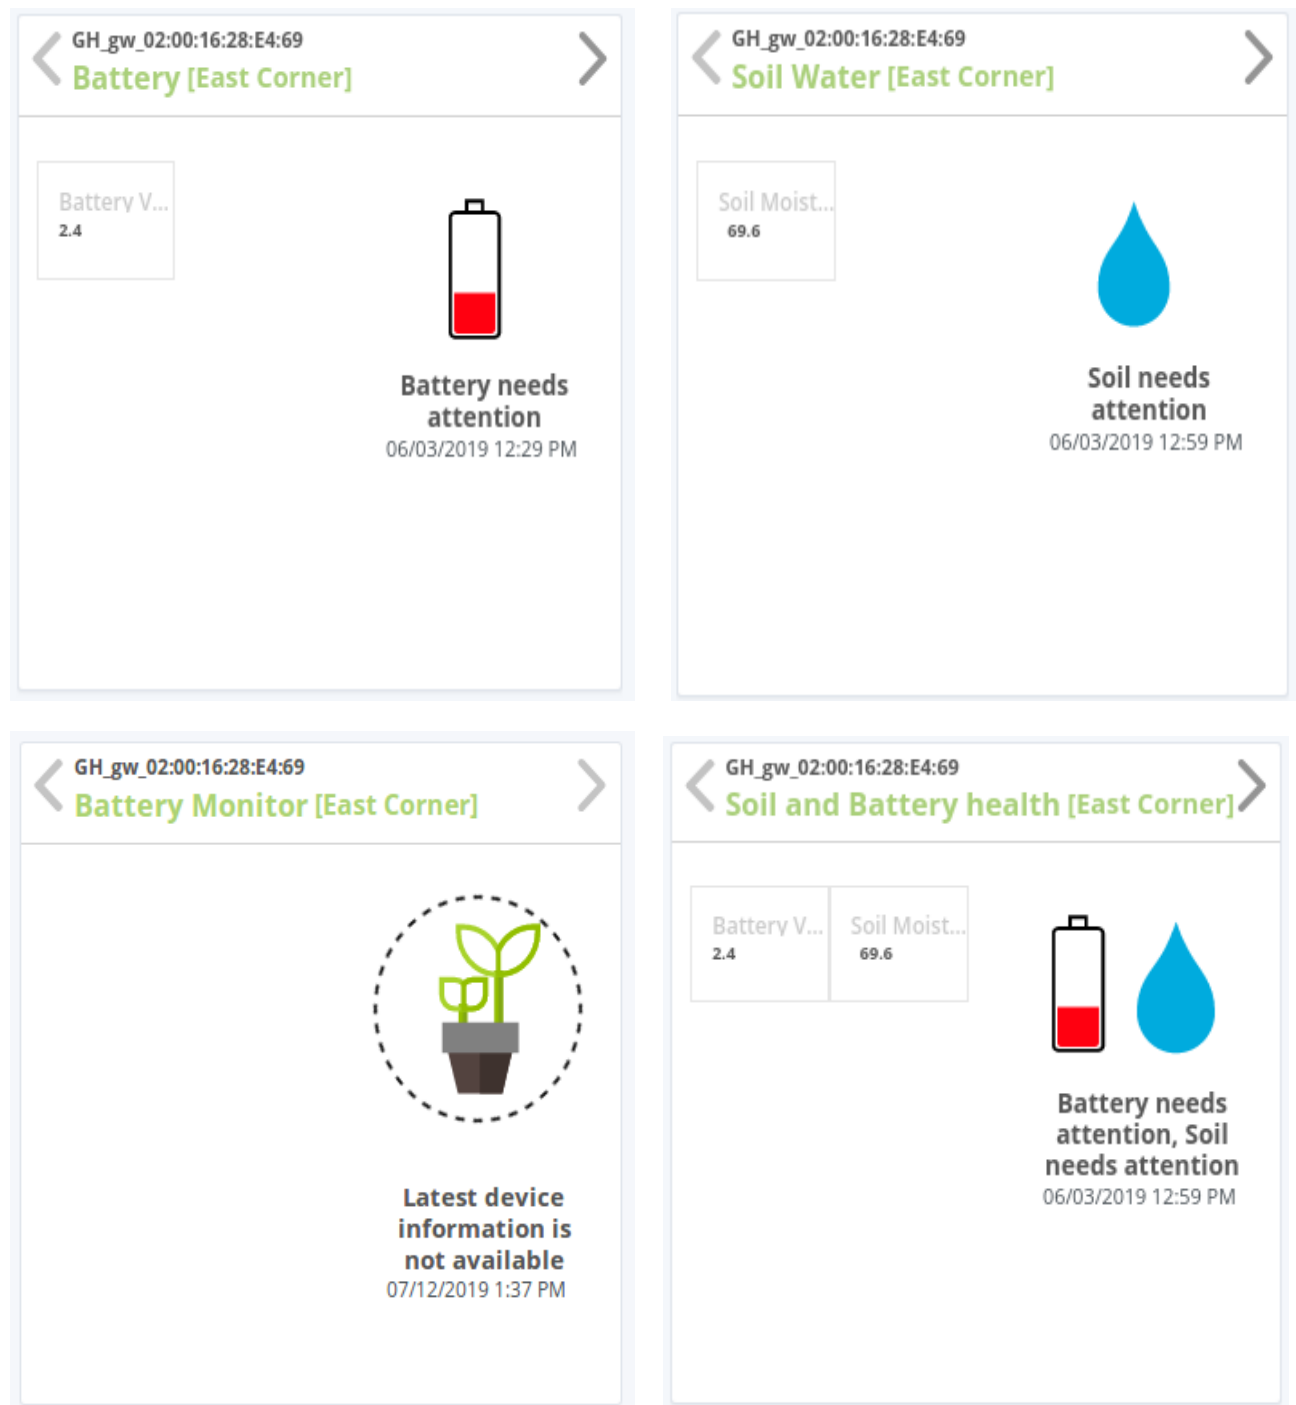 GH_gw_02:00:16:28:E4:69
Battery [East Corner]
Battery V...
2.4
Battery needs
attention
06/03/2019 12:29 PM
GH_gw_02:00:16:28:E4:69
Soil Water [East Corner]
Soil Moist...
69.6
Soil needs
attention
06/03/2019 12:59 PM
GH_gw_02:00:16:28:E4:69
Battery Monitor [East Corner]
Latest device
information is
not available
07/12/2019 1:37 PM
GH_gw_02:00:16:28:E4:69
Soil and Battery health [East Corner]
Battery V... Soil Moist...
2.4 69.6
Battery needs
attention, Soil
needs attention
06/03/2019 12:59 PM